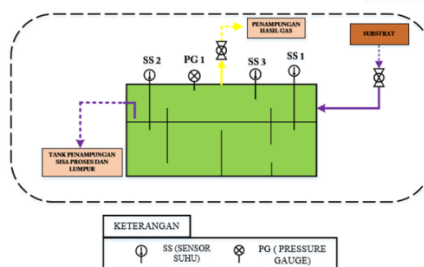 PENAMPUNGAN
HASIL GAS
SUBSTRAT
SS 2
PG 1
SS 3
SS 1
TANK PENAMPUNGAN
SISA PROSES DAN
LUMPUR
KETERANGAN
SS (SENSOR
SUHU)
PG ( PRESSURE
GAUGE)